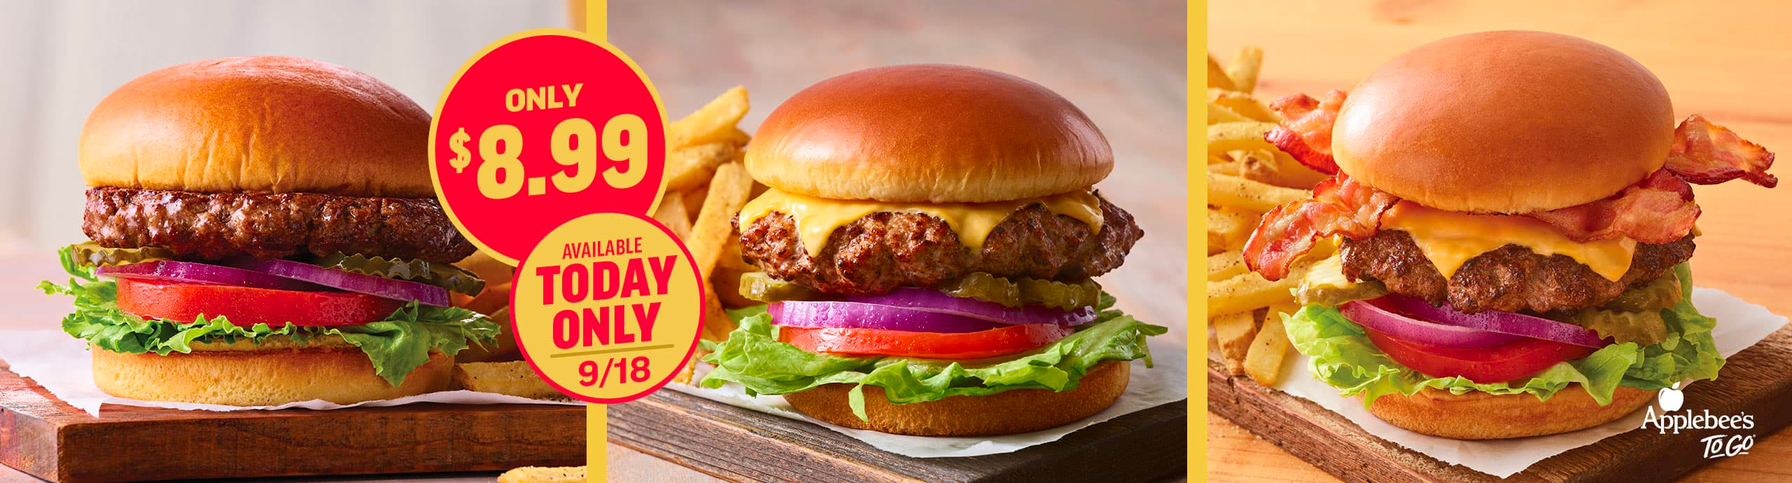 ONLY
$8.99
AVAILABLE
TODAY
ONLY
9/18
Applebee's
TO GO